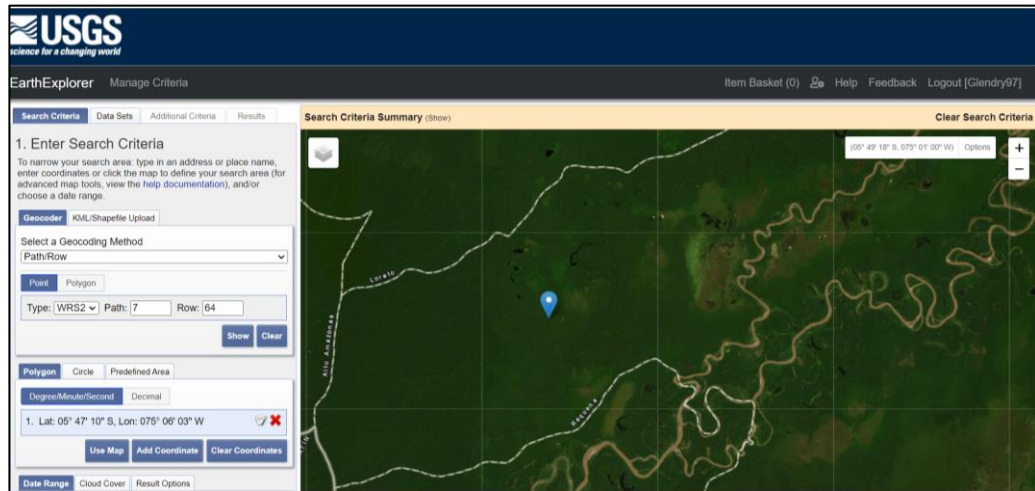 USGS
science for a changing world
EarthExplorer Manage Criteria Item Basket (0) Help Feedback Logout [Glendry97]
Search Criteria Data Sets Additional Criteria Results
Search Criteria Summary (Show) Clear Search Criteria
1. Enter Search Criteria
To narrow your search area: type in an address or place name,
enter coordinates or click the map to define your search area (for
advanced map tools, view the help documentation), and/or
choose a date range.
Geocoder KML/Shapefile Upload
Select a Geocoding Method
Path/Row
Point Polygon
Type: WRS2 Path: 7 Row: 64
Show Clear
Polygon Circle Predefined Area
Degree/Minute/Second Decimal
1. Lat: 05° 47' 10" S, Lon: 075° 06' 03" W
Use Map Add Coordinate Clear Coordinates
Date Range Cloud Cover Result Options
(05° 49' 18" S, 075° 01' 00" W) Options
+
−
Loreto
Alto Amazonas
Requena